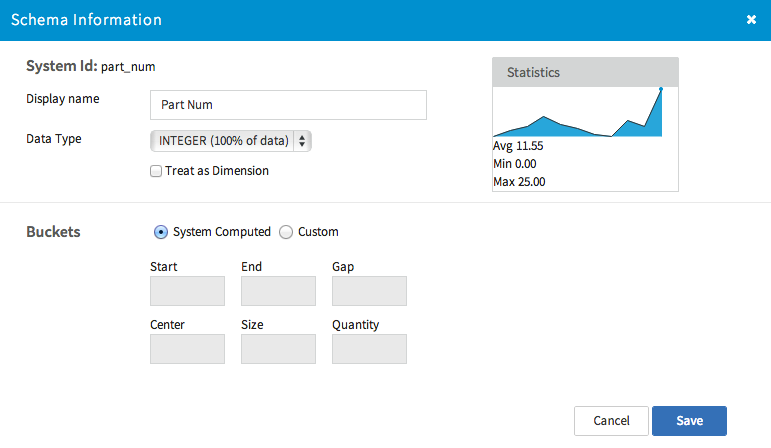 Schema Information
System Id: part_num
Display name
Part Num
Data Type
INTEGER (100% of data)
Treat as Dimension
Statistics
Avg 11.55
Min 0.00
Max 25.00
Buckets
System Computed
Custom
Start End Gap
Center Size Quantity
Cancel Save